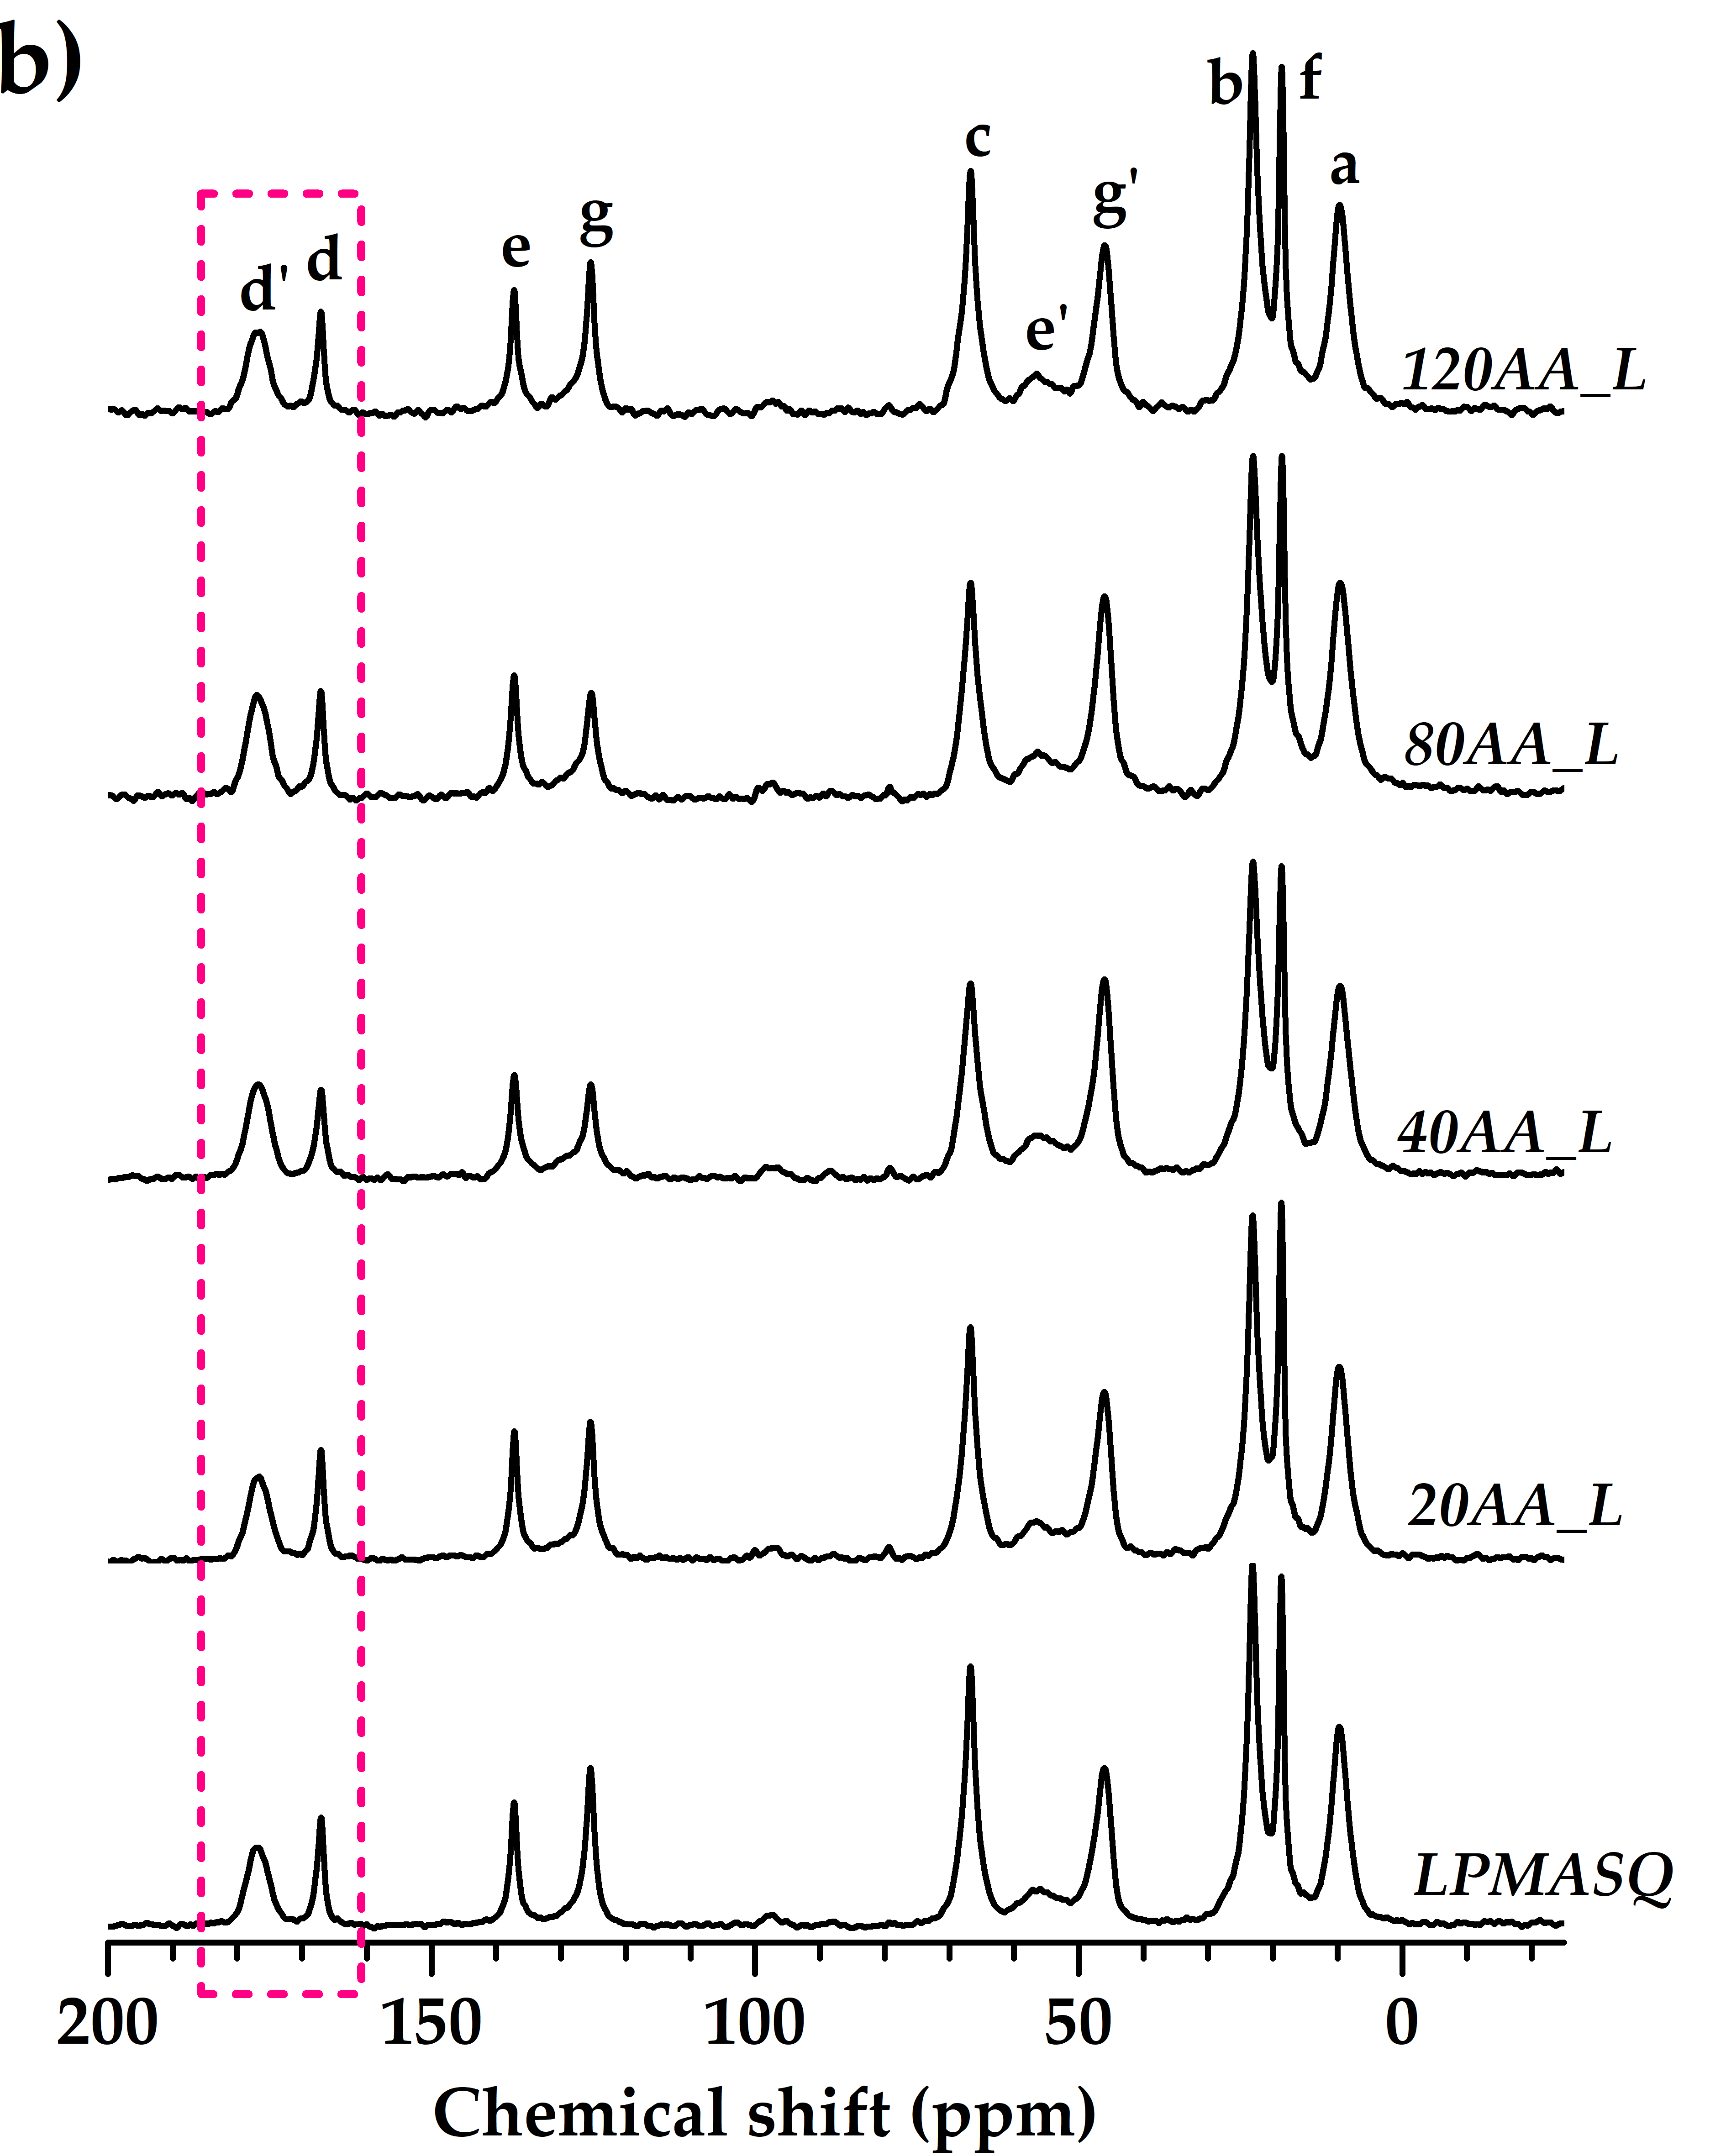 b)
b f
c
a
g'
g
e
d
d'
e'
120AA_L
80AA_L
40AA_L
20AA_L
LPMASQ
200 150 100 50 0
Chemical shift (ppm)